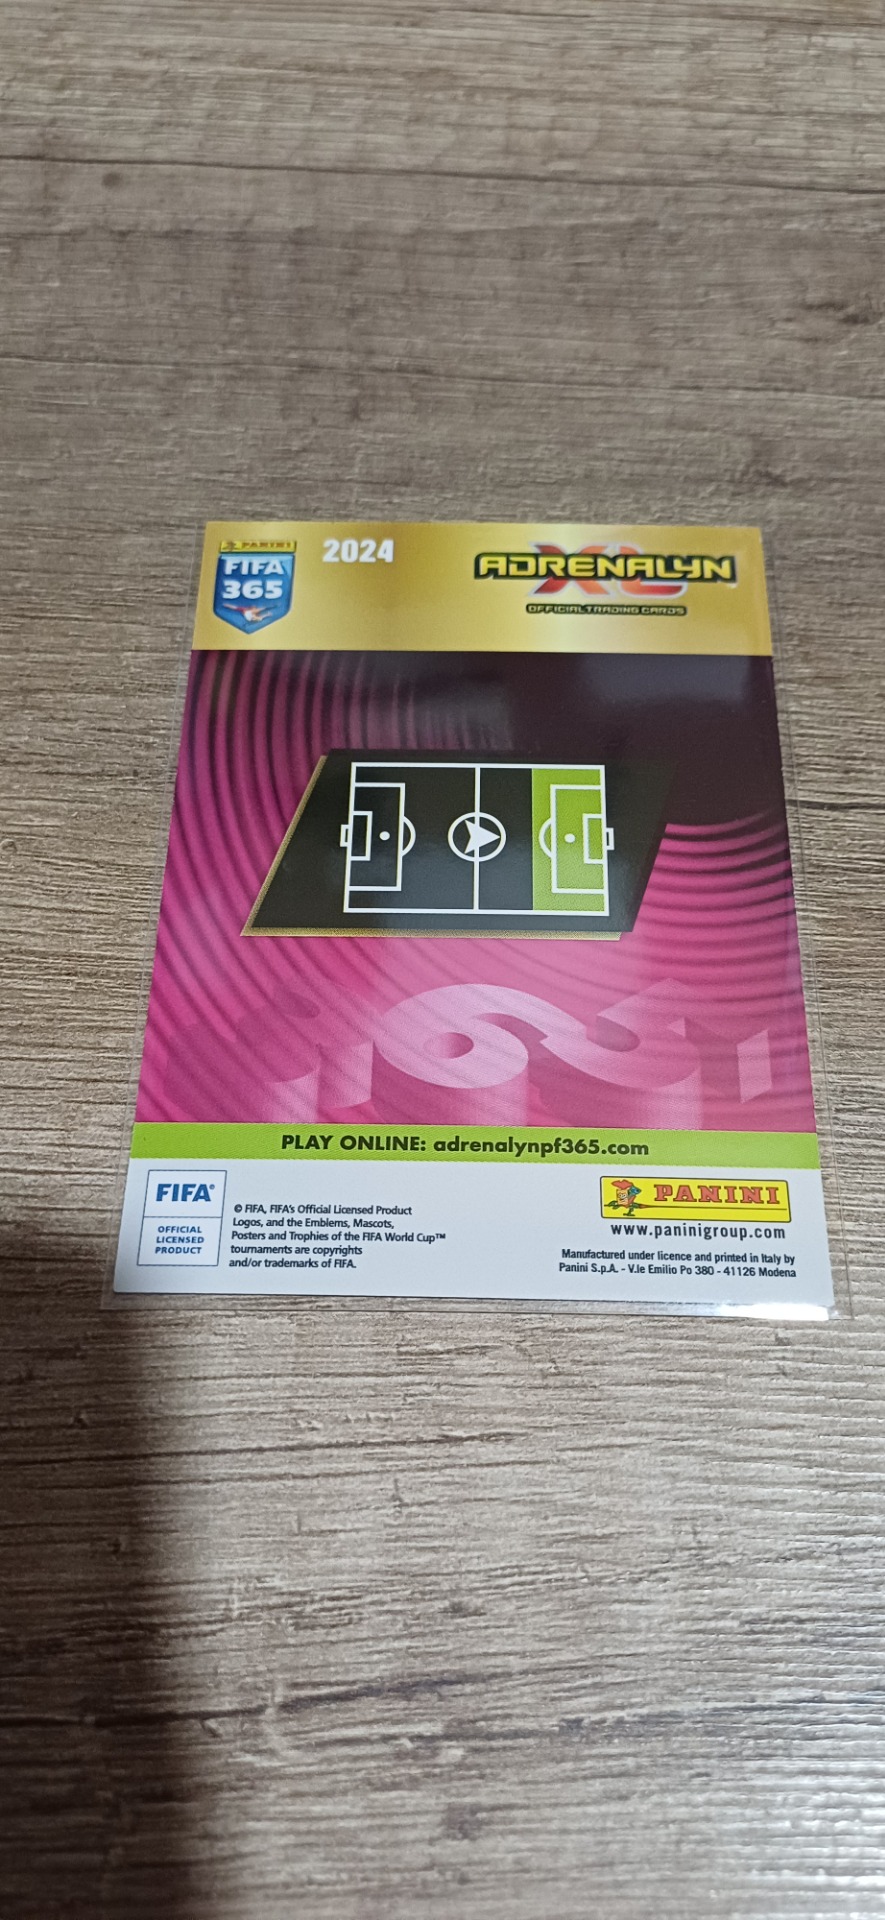 PANINI
FIFA
365
2024
ADRENALYN
XL
OFFICIAL TRADING CARDS
365
PLAY ONLINE: adrenalynpf365.com
FIFA®
OFFICIAL
LICENSED
PRODUCT
© FIFA, FIFA's Official Licensed Product
Logos, and the Emblems, Mascots,
Posters and Trophies of the FIFA World Cup™
tournaments are copyrights
and/or trademarks of FIFA.
PANINI
www.paninigroup.com
Manufactured under licence and printed in Italy by
Panini S.p.A. - V.le Emilio Po 380 - 41126 Modena